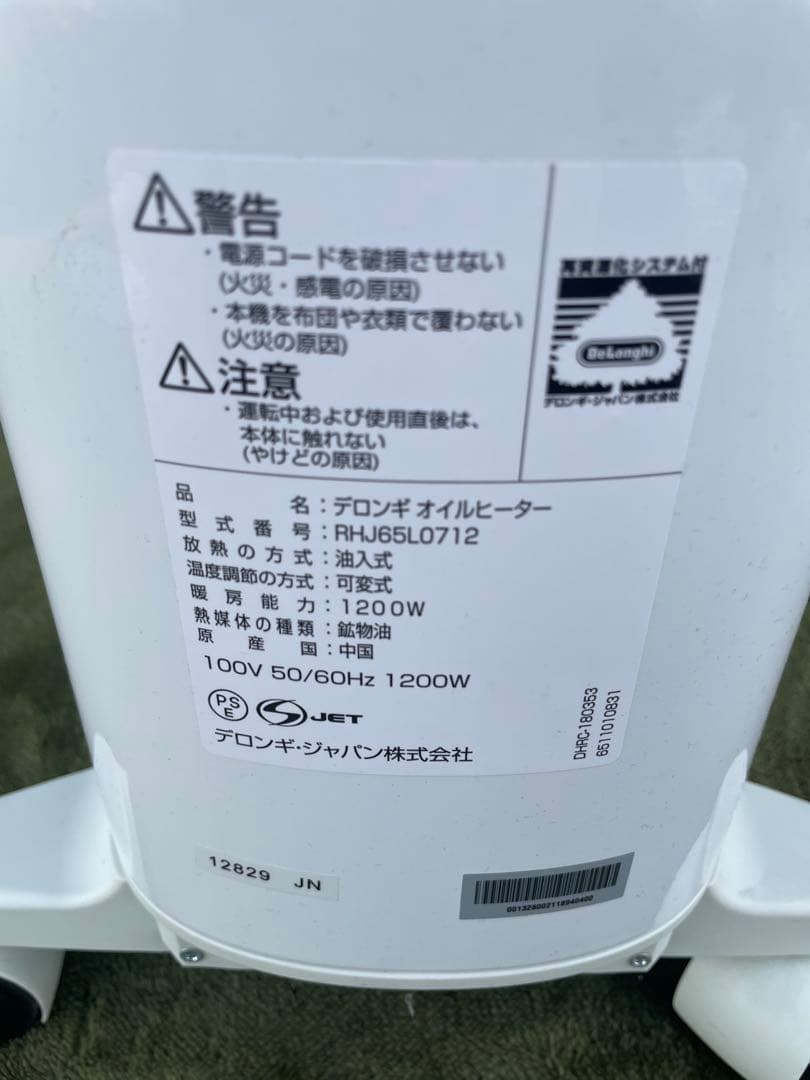 警告
・電源コードを破損させない
(火災・感電の原因)
・本機を布団や衣類で覆わない
(火災の原因)
注意
・運転中および使用直後は、
本体に触れない
(やけどの原因)
再資源化システム付
DeLonghi
デロンギ・ジャパン株式会社
品名：デロンギ オイルヒーター
型式番号：RHJ65L0712
放熱の方式：油入式
温度調節の方式：可変式
暖房能力：1200W
熱媒体の種類：鉱物油
原産国：中国
100V 50/60Hz 1200W
PSE
JET
デロンギ・ジャパン株式会社
DHRC-180353
6511010831
12829 JN